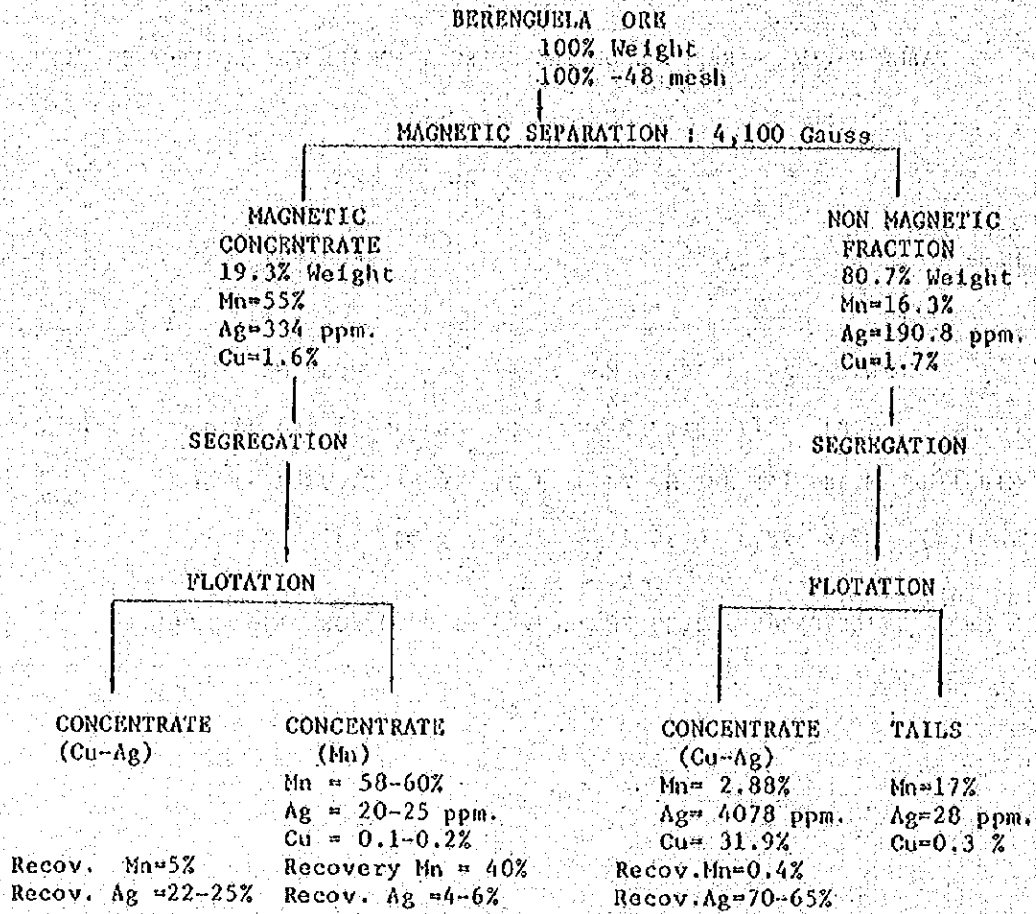 BERENGUELA ORE
100% Weight
100% -48 mesh
MAGNETIC SEPARATION : 4,100 Gauss
MAGNETIC
CONCENTRATE
19.3% Weight
Mn=55%
Ag=334 ppm.
Cu=1.6%
SEGREGATION
FLOTATION
NON MAGNETIC
FRACTION
80.7% Weight
Mn=16.3%
Ag=190.8 ppm.
Cu=1.7%
SEGREGATION
FLOTATION
CONCENTRATE
(Cu-Ag)
Recov. Mn=5%
Recov. Ag =22-25%
CONCENTRATE
(Mn)
Mn = 58-60%
Ag = 20-25 ppm.
Cu = 0.1-0.2%
Recovery Mn = 40%
Recov. Ag =4-6%
CONCENTRATE
(Cu-Ag)
Mn= 2.88%
Ag= 4078 ppm.
Cu= 31.9%
Recov.Mn=0.4%
Recov.Ag=70-65%
TAILS
Mn=17%
Ag=28 ppm.
Cu=0.3 %